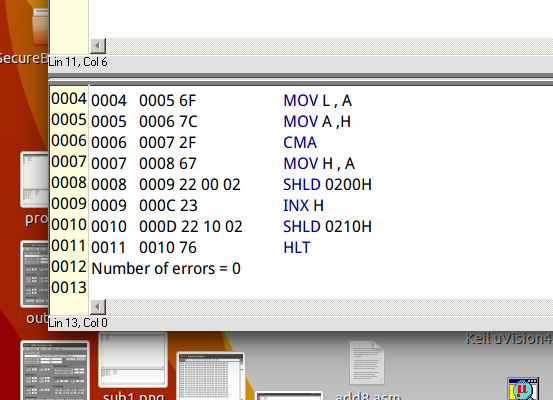 SecureB
Lin 11, Col 6
0004 0004 0005 6F MOV L , A
0005 0005 0006 7C MOV A ,H
0006 0006 0007 2F CMA
0007 0007 0008 67 MOV H , A
0008 0008 0009 22 00 02 SHLD 0200H
0009 0009 000C 23 INX H
0010 0010 000D 22 10 02 SHLD 0210H
0011 0011 0010 76 HLT
0012 Number of errors = 0
0013
pro
out
Lin 13, Col 0
Keil uVision4
sub1.png
add8.asm